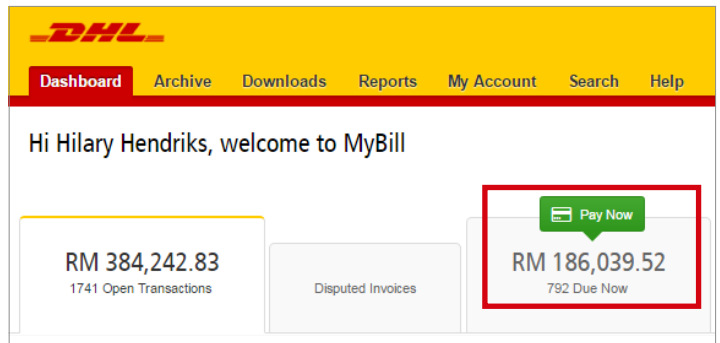 DHL
Dashboard Archive Downloads Reports My Account Search Help
Hi Hilary Hendriks, welcome to MyBill
Pay Now
RM 384,242.83
1741 Open Transactions
Disputed Invoices
RM 186,039.52
792 Due Now